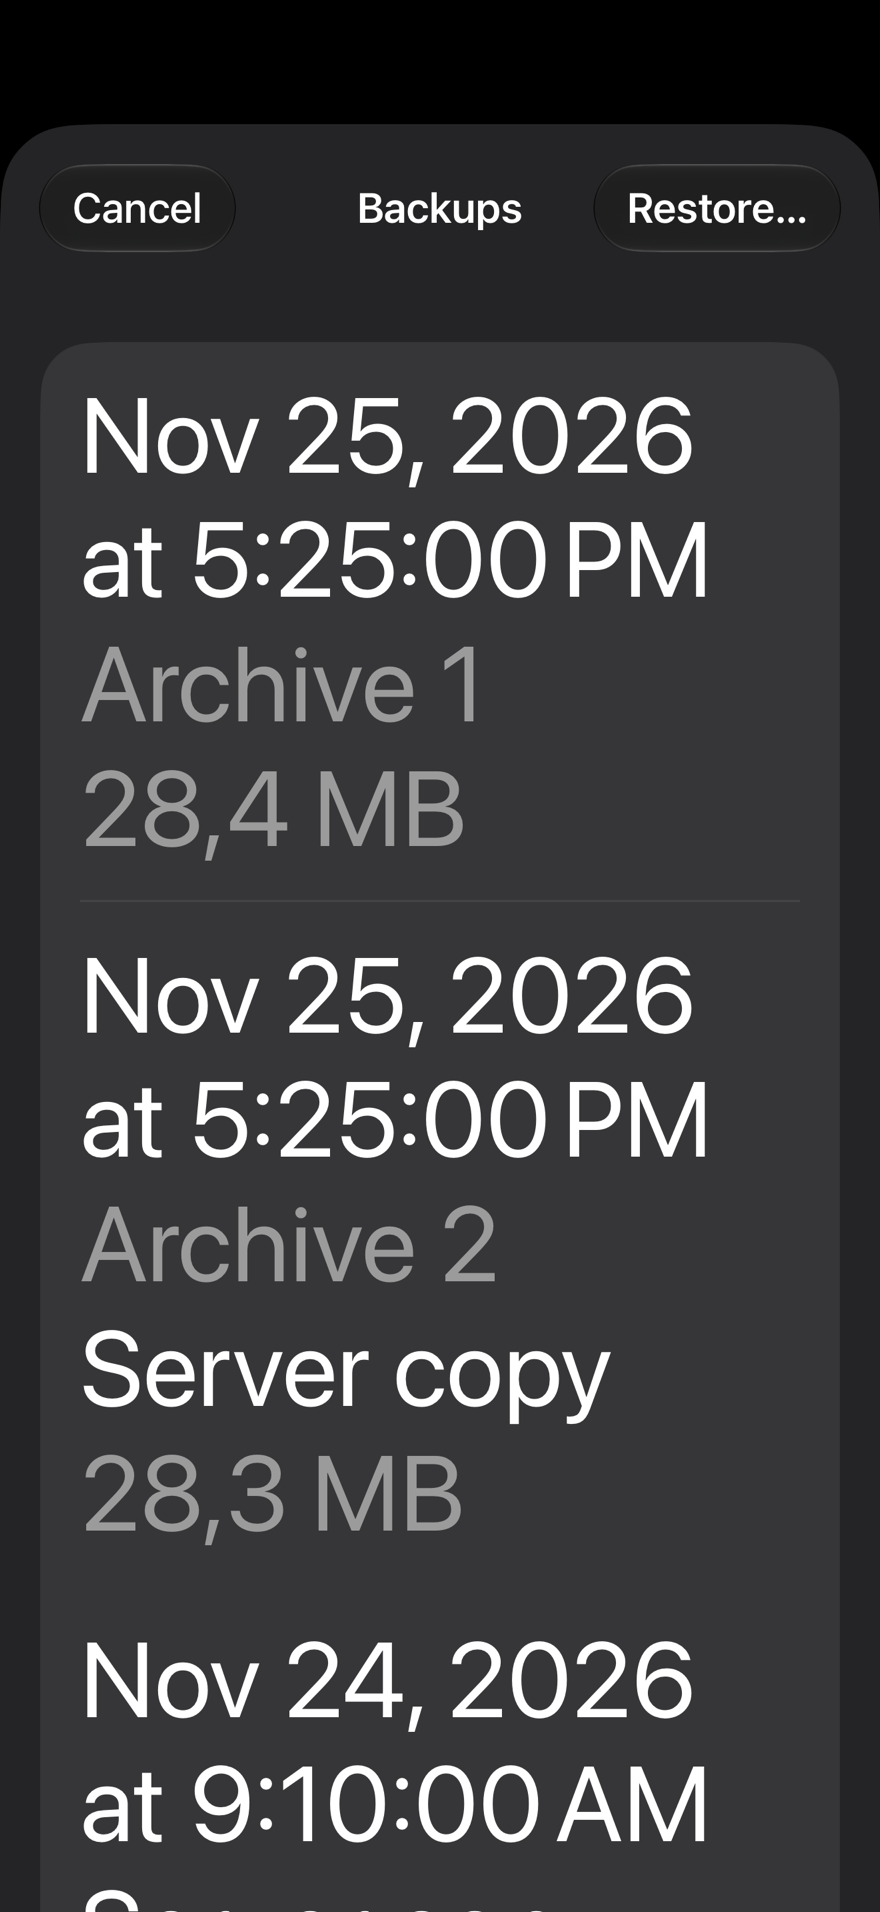 Cancel
Backups
Restore...
Nov 25, 2026
at 5:25:00 PM
Archive 1
28,4 MB
Nov 25, 2026
at 5:25:00 PM
Archive 2
Server copy
28,3 MB
Nov 24, 2026
at 9:10:00 AM